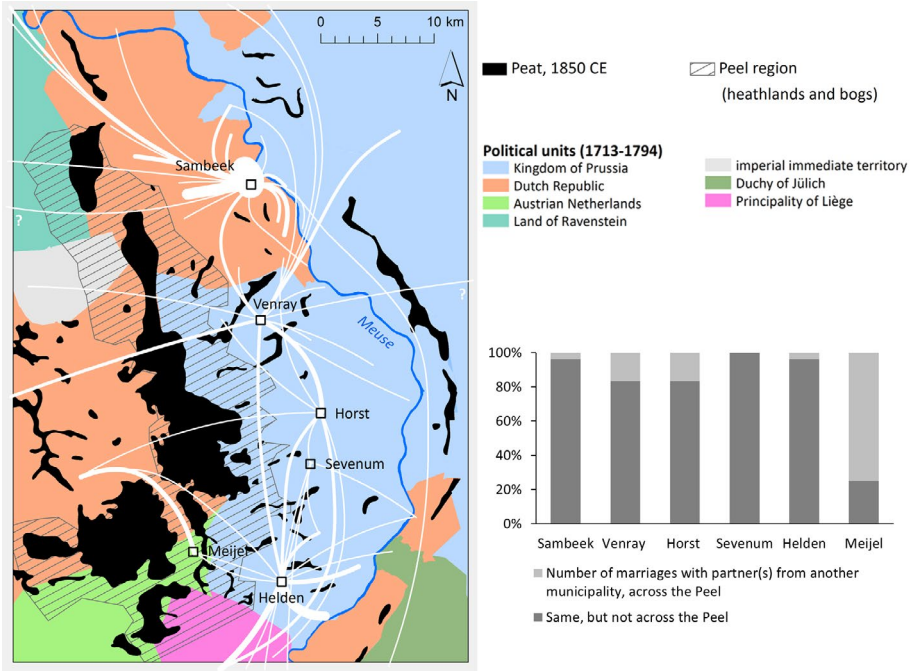 0 5 10 km
N
Sambeek
?
Venray
?
Meuse
Horst
Sevenum
Meijel
Helden
Peat, 1850 CE
Peel region
(heathlands and bogs)
Political units (1713-1794)
Kingdom of Prussia
Dutch Republic
Austrian Netherlands
Land of Ravenstein
imperial immediate territory
Duchy of Jülich
Principality of Liège
100%
80%
60%
40%
20%
0%
Sambeek Venray Horst Sevenum Helden Meijel
Number of marriages with partner(s) from another
municipality, across the Peel
Same, but not across the Peel